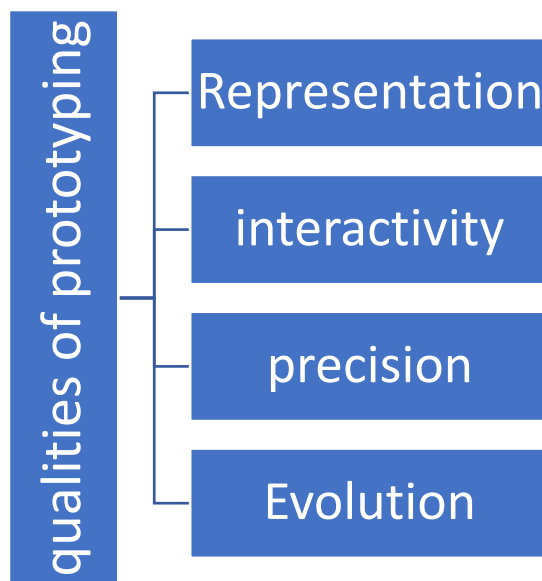 qualities of prototyping
Representation
interactivity
precision
Evolution